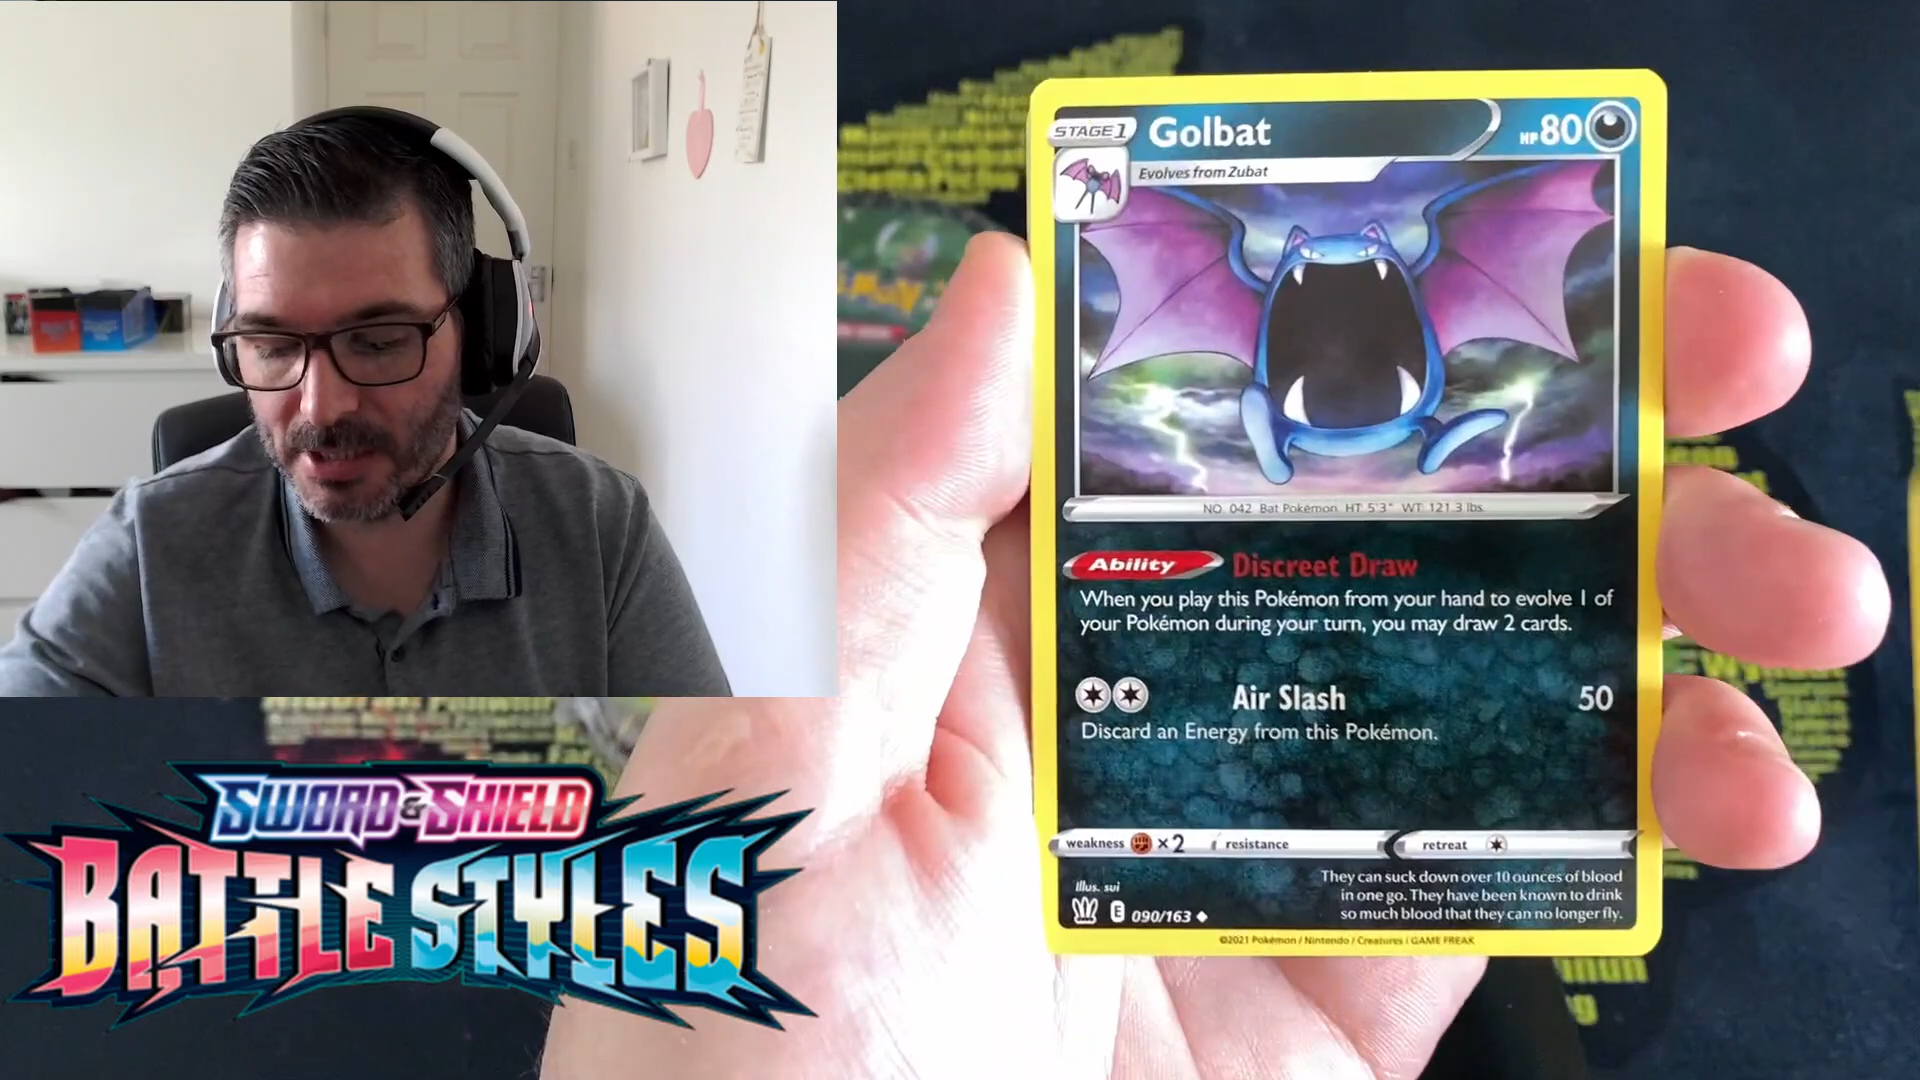 STAGE 1
Golbat
HP 80
Evolves from Zubat
NO. 042 Bat Pokémon HT: 5'3" WT: 121.3 lbs.
Ability Discreet Draw
When you play this Pokémon from your hand to evolve 1 of
your Pokémon during your turn, you may draw 2 cards.
Air Slash 50
Discard an Energy from this Pokémon.
weakness ×2 resistance retreat
They can suck down over 10 ounces of blood
in one go. They have been known to drink
so much blood that they can no longer fly.
Illus. sui
E 090/163
©2021 Pokémon / Nintendo / Creatures / GAME FREAK
SWORD & SHIELD
BATTLE STYLES